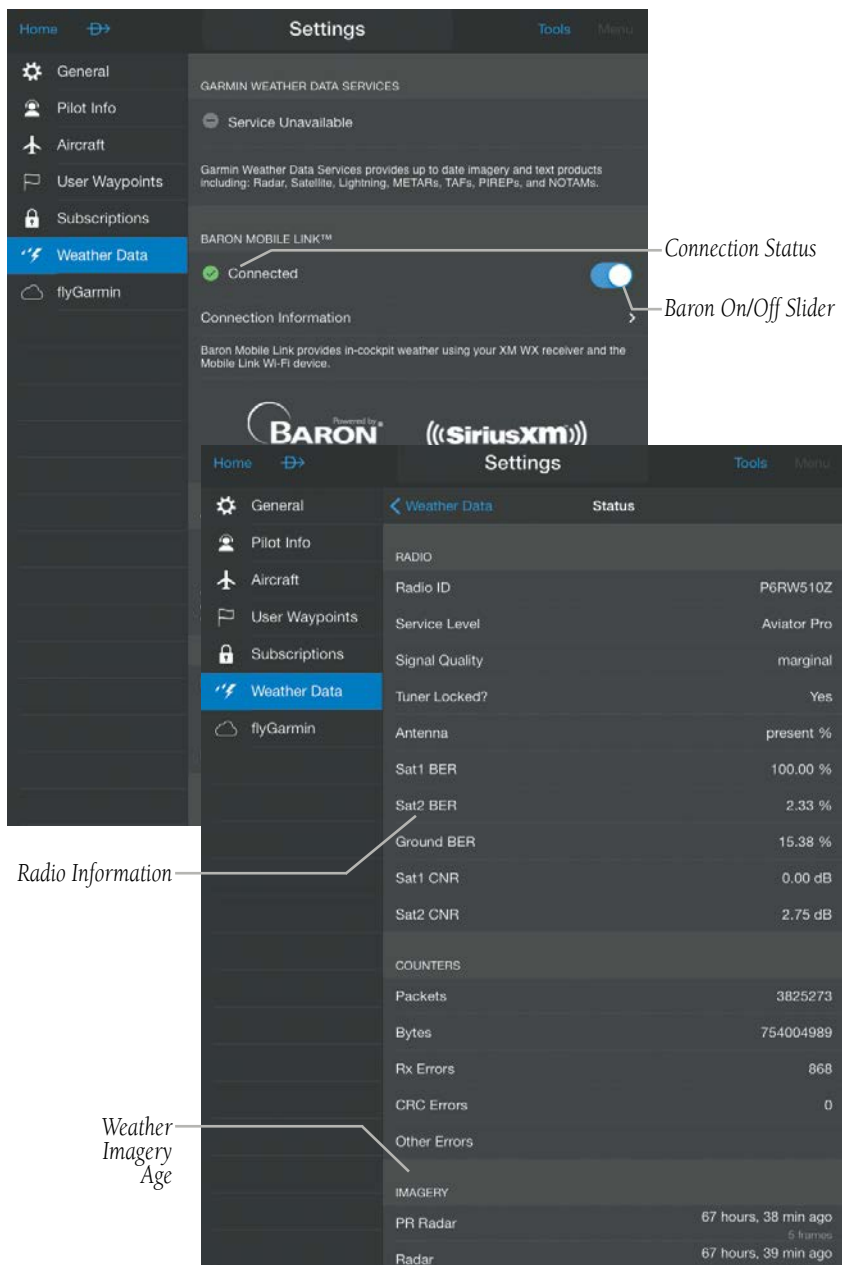 Home
Settings
Tools
Menu
General
Pilot Info
Aircraft
User Waypoints
Subscriptions
Weather Data
flyGarmin
GARMIN WEATHER DATA SERVICES
Service Unavailable
Garmin Weather Data Services provides up to date imagery and text products
including: Radar, Satellite, Lightning, METARs, TAFs, PIREPs, and NOTAMs.
BARON MOBILE LINK™
Connected
Connection Information
Baron Mobile Link provides in-cockpit weather using your XM WX receiver and the
Mobile Link Wi-Fi device.
Powered by
BARON®
(((SiriusXM)))
Connection Status
Baron On/Off Slider
Home
Settings
Tools
Menu
General
Pilot Info
Aircraft
User Waypoints
Subscriptions
Weather Data
flyGarmin
Weather Data
Status
RADIO
Radio ID P6RW510Z
Service Level Aviator Pro
Signal Quality marginal
Tuner Locked? Yes
Antenna present %
Sat1 BER 100.00 %
Sat2 BER 2.33 %
Ground BER 15.38 %
Sat1 CNR 0.00 dB
Sat2 CNR 2.75 dB
COUNTERS
Packets 3825273
Bytes 754004989
Rx Errors 868
CRC Errors 0
Other Errors
IMAGERY
PR Radar 67 hours, 38 min ago
5 frames
Radar 67 hours, 39 min ago
Radio Information
Weather
Imagery
Age